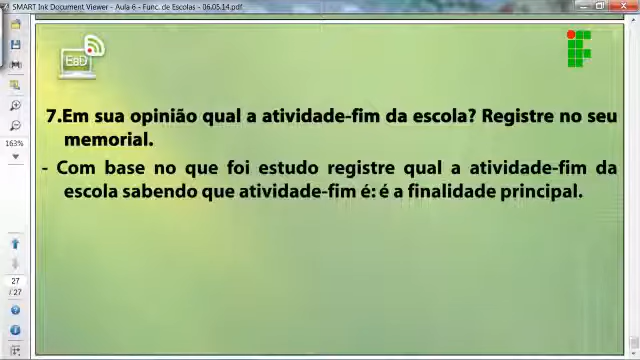 SMART Ink Document Viewer - Aula 6 - Func. de Escolas - 06.05.14.pdf
EaD
7.Em sua opinião qual a atividade-fim da escola? Registre no seu
memorial.
- Com base no que foi estudo registre qual a atividade-fim da
escola sabendo que atividade-fim é: é a finalidade principal.
163%
27
/ 27